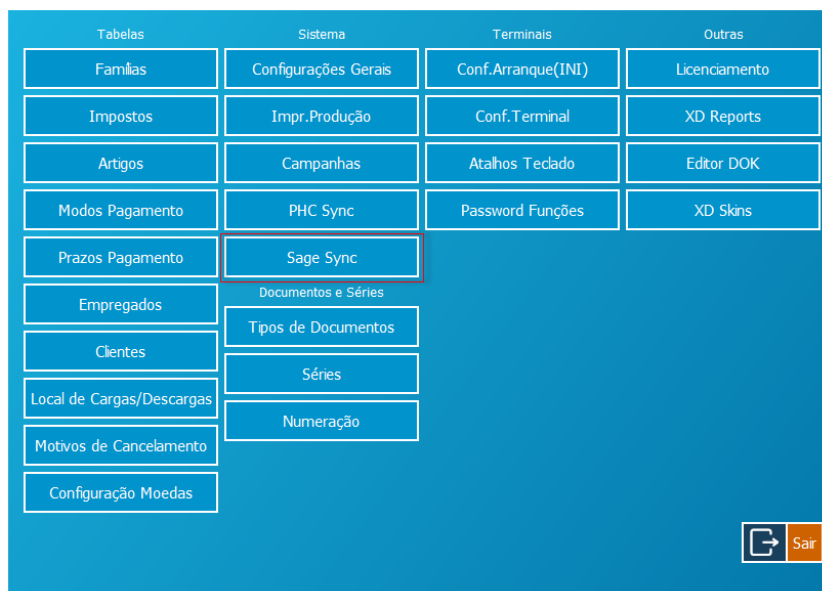 Tabelas
Famílias
Impostos
Artigos
Modos Pagamento
Prazos Pagamento
Empregados
Clientes
Local de Cargas/Descargas
Motivos de Cancelamento
Configuração Moedas
Sistema
Configurações Gerais
Impr.Produção
Campanhas
PHC Sync
Sage Sync
Documentos e Séries
Tipos de Documentos
Séries
Numeração
Terminais
Conf.Arranque(INI)
Conf.Terminal
Atalhos Teclado
Password Funções
Outras
Licenciamento
XD Reports
Editor DOK
XD Skins
Sair